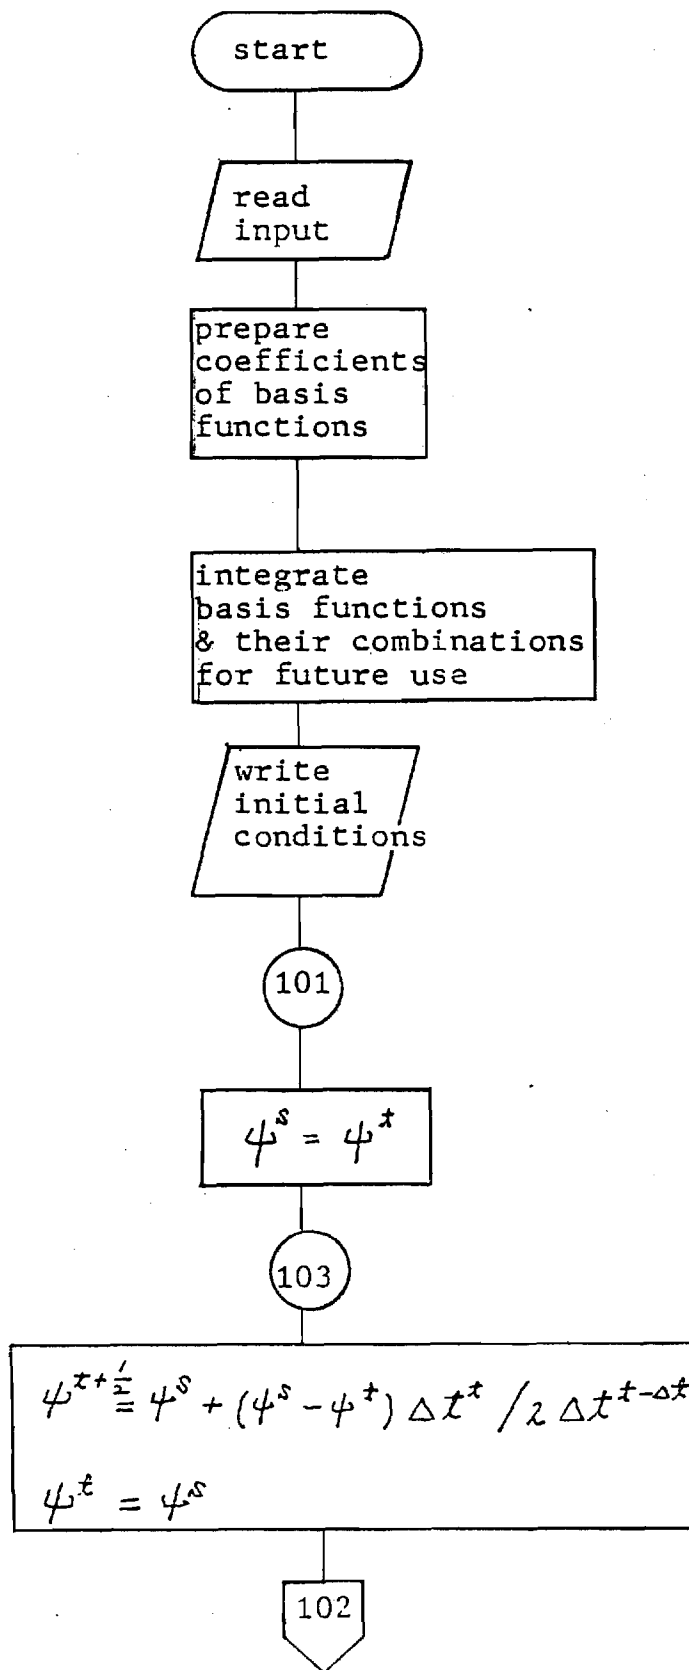 start
read
input
prepare
coefficients
of basis
functions
integrate
basis functions
& their combinations
for future use
write
initial
conditions
101
ψ^s = ψ^t
103
ψ^{t+1/2} = ψ^s + (ψ^s - ψ^t) Δt^t / 2 Δt^{t-Δt}
ψ^t = ψ^s
102